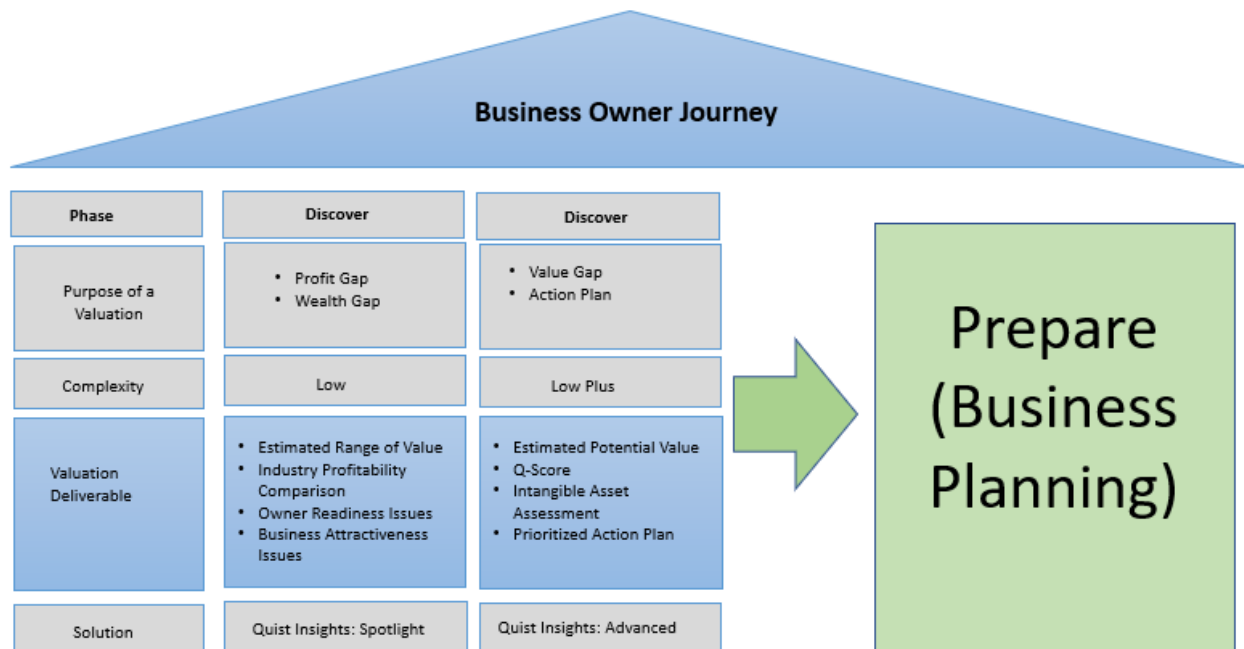 Business Owner Journey
Phase
Discover
Discover
Purpose of a
Valuation
• Profit Gap
• Wealth Gap
• Value Gap
• Action Plan
Complexity
Low
Low Plus
Valuation
Deliverable
• Estimated Range of Value
• Industry Profitability
Comparison
• Owner Readiness Issues
• Business Attractiveness
Issues
• Estimated Potential Value
• Q-Score
• Intangible Asset
Assessment
• Prioritized Action Plan
Solution
Quist Insights: Spotlight
Quist Insights: Advanced
Prepare
(Business
Planning)